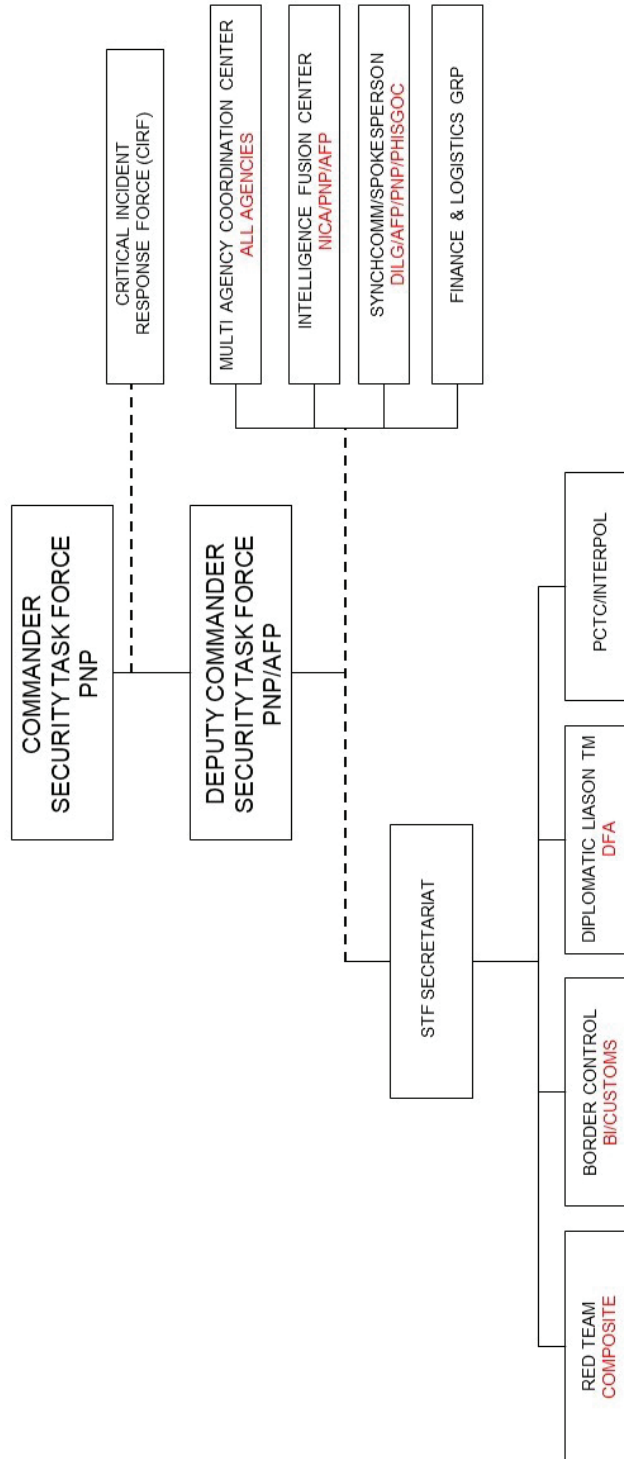 COMMANDER
SECURITY TASK FORCE
PNP
CRITICAL INCIDENT
RESPONSE FORCE (CIRF)
DEPUTY COMMANDER
SECURITY TASK FORCE
PNP/AFP
MULTI AGENCY COORDINATION CENTER
ALL AGENCIES
INTELLIGENCE FUSION CENTER
NICA/PNP/AFP
SYNCHCOMM/SPOKESPERSON
DILG/AFP/PNP/PHISGOC
FINANCE & LOGISTICS GRP
STF SECRETARIAT
RED TEAM
COMPOSITE
BORDER CONTROL
BI/CUSTOMS
DIPLOMATIC LIASON TM
DFA
PCTC/INTERPOL